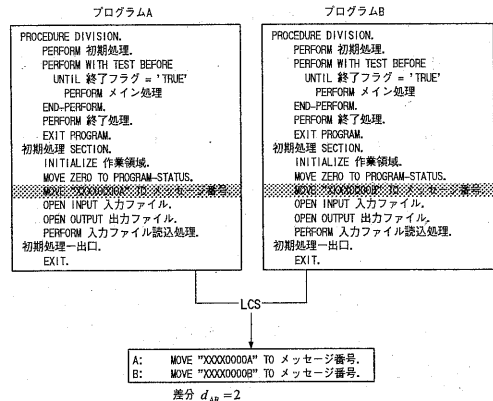 プログラムA
PROCEDURE DIVISION.
PERFORM 初期処理.
PERFORM WITH TEST BEFORE
UNTIL 終了フラグ = 'TRUE'
PERFORM メイン処理
END-PERFORM.
PERFORM 終了処理.
EXIT PROGRAM.
初期処理 SECTION.
INITIALIZE 作業領域.
MOVE ZERO TO PROGRAM-STATUS.
MOVE "XXXX0000A" TO メッセージ番号.
OPEN INPUT 入力ファイル.
OPEN OUTPUT 出力ファイル.
PERFORM 入力ファイル読込処理.
初期処理ー出口.
EXIT.
プログラムB
PROCEDURE DIVISION.
PERFORM 初期処理.
PERFORM WITH TEST BEFORE
UNTIL 終了フラグ = 'TRUE'
PERFORM メイン処理
END-PERFORM.
PERFORM 終了処理.
EXIT PROGRAM.
初期処理 SECTION.
INITIALIZE 作業領域.
MOVE ZERO TO PROGRAM-STATUS.
MOVE "XXXX0000B" TO メッセージ番号.
OPEN INPUT 入力ファイル.
OPEN OUTPUT 出力ファイル.
PERFORM 入力ファイル読込処理.
初期処理ー出口.
EXIT.
LCS
A: MOVE "XXXX0000A" TO メッセージ番号.
B: MOVE "XXXX0000B" TO メッセージ番号.
差分 d_AB = 2